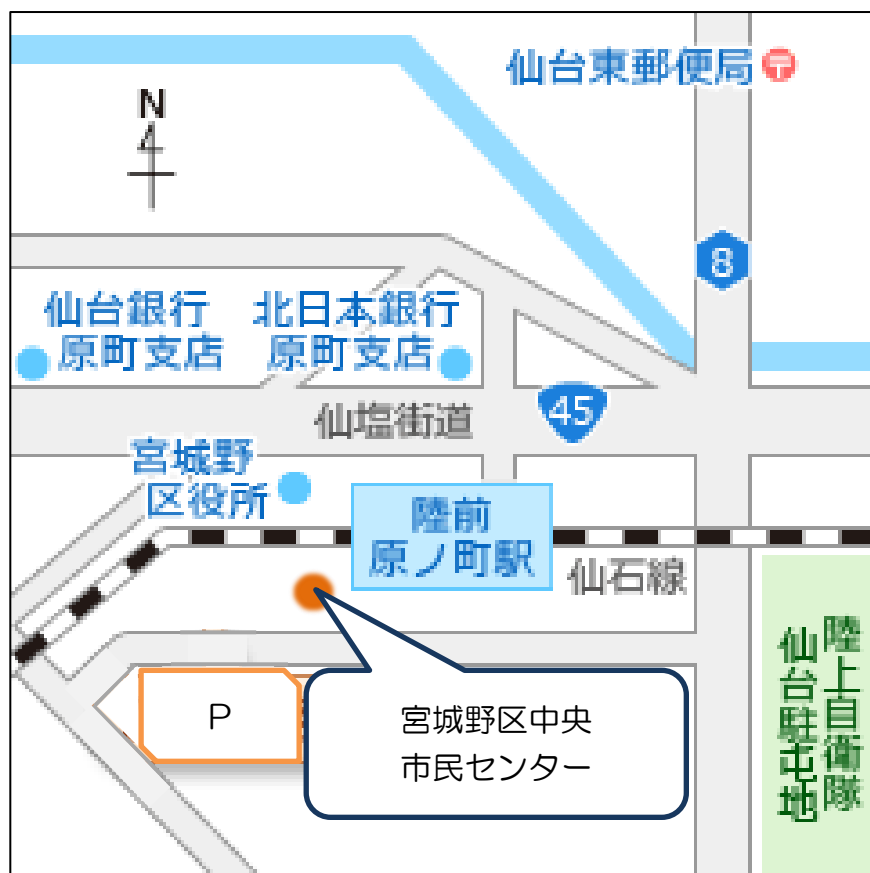 仙台東郵便局
N
8
仙台銀行
原町支店
北日本銀行
原町支店
45
仙塩街道
宮城野
区役所
陸前
原ノ町駅
仙石線
陸上自衛隊
仙台駐屯地
P
宮城野区中央
市民センター